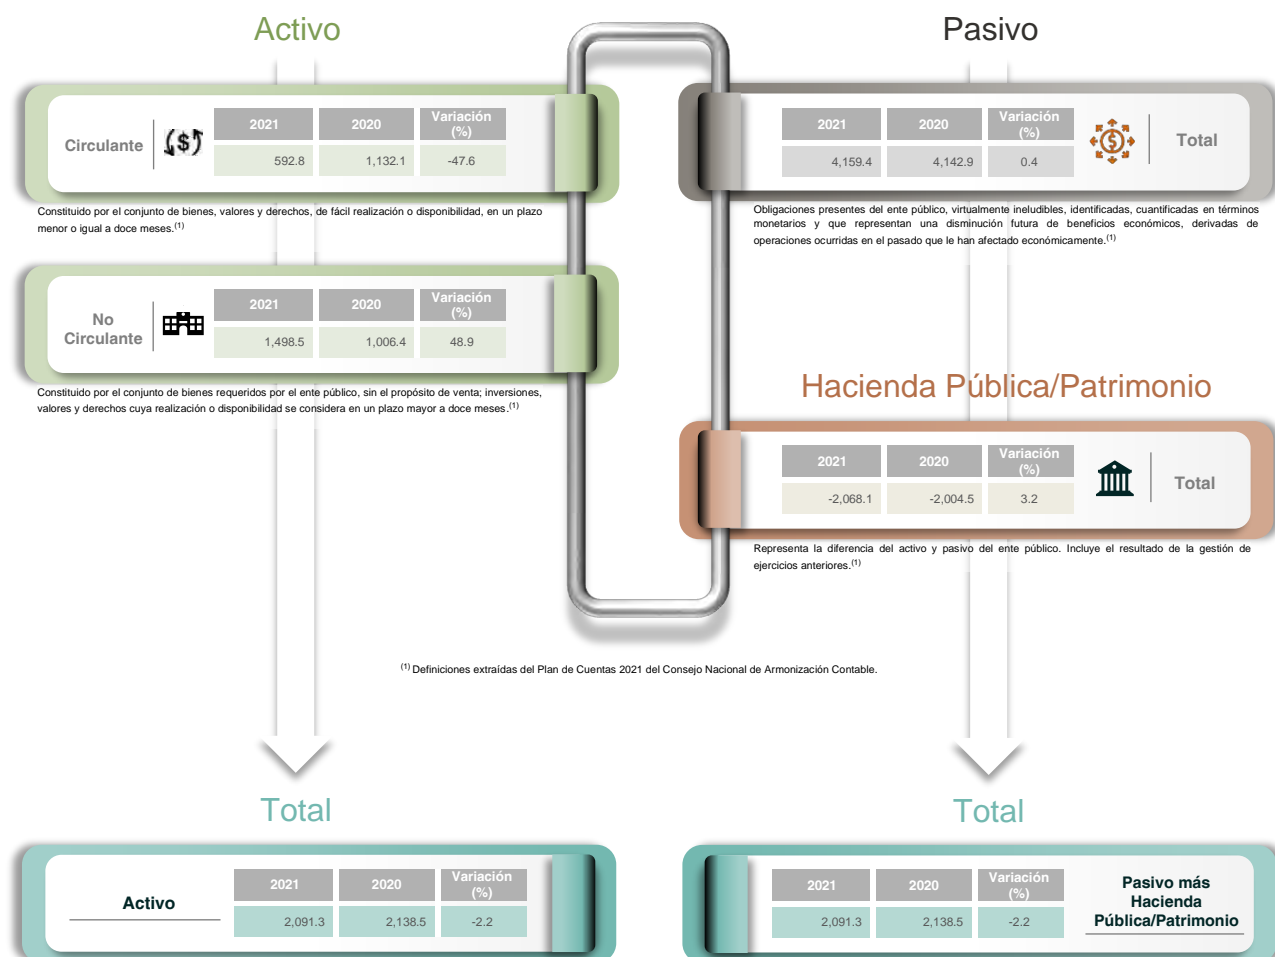 Activo
Circulante
2021 2020 Variación (%)
592.8 1,132.1 -47.6
Constituido por el conjunto de bienes, valores y derechos, de fácil realización o disponibilidad, en un plazo
menor o igual a doce meses.(1)
No
Circulante
2021 2020 Variación (%)
1,498.5 1,006.4 48.9
Constituido por el conjunto de bienes requeridos por el ente público, sin el propósito de venta; inversiones,
valores y derechos cuya realización o disponibilidad se considera en un plazo mayor a doce meses.(1)
Pasivo
2021 2020 Variación (%)
4,159.4 4,142.9 0.4
Total
Obligaciones presentes del ente público, virtualmente ineludibles, identificadas, cuantificadas en términos
monetarios y que representan una disminución futura de beneficios económicos, derivadas de
operaciones ocurridas en el pasado que le han afectado económicamente.(1)
Hacienda Pública/Patrimonio
2021 2020 Variación (%)
-2,068.1 -2,004.5 3.2
Total
Representa la diferencia del activo y pasivo del ente público. Incluye el resultado de la gestión de
ejercicios anteriores.(1)
(1) Definiciones extraídas del Plan de Cuentas 2021 del Consejo Nacional de Armonización Contable.
Total
Activo
2021 2020 Variación (%)
2,091.3 2,138.5 -2.2
Total
2021 2020 Variación (%)
2,091.3 2,138.5 -2.2
Pasivo más
Hacienda
Pública/Patrimonio